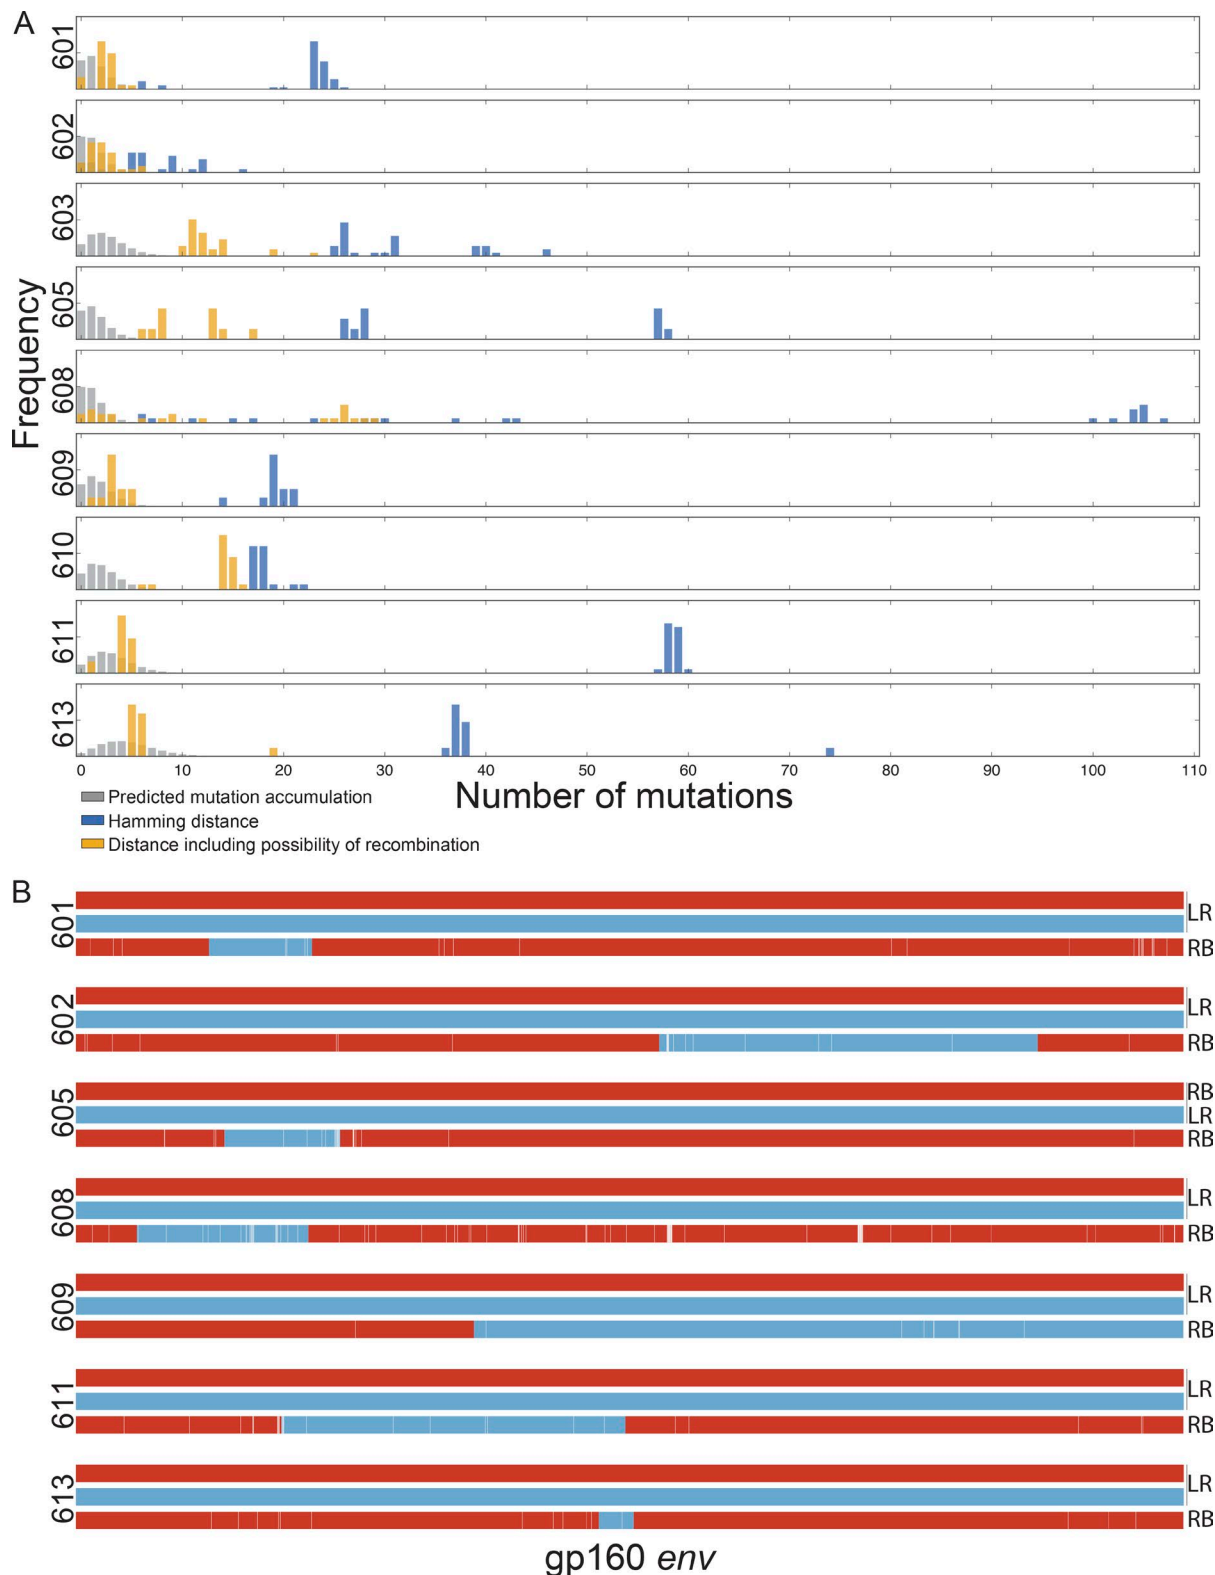 A
601
602
603
605
608
609
610
611
613
Frequency
0 10 20 30 40 50 60 70 80 90 100 110
Number of mutations
Predicted mutation accumulation
Hamming distance
Distance including possibility of recombination
B
601
LR
RB
602
LR
RB
605
RB
LR
RB
608
LR
RB
609
LR
RB
611
LR
RB
613
LR
RB
gp160 env